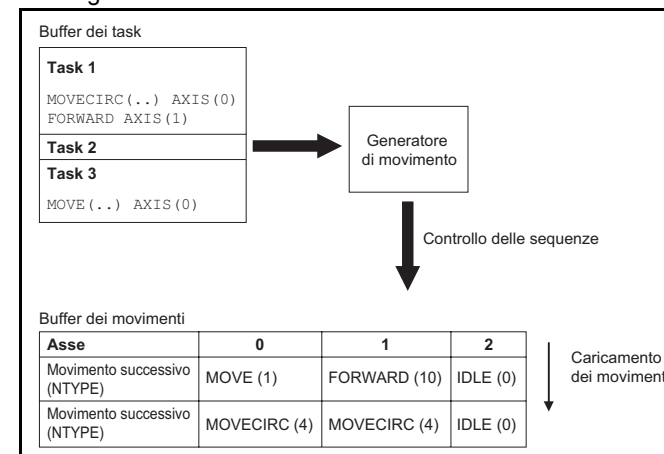 Buffer dei task
Task 1
MOVECIRC(..) AXIS(0)
FORWARD AXIS(1)
Task 2
Task 3
MOVE(..) AXIS(0)
Generatore
di movimento
Controllo delle sequenze
Buffer dei movimenti
Asse 0 1 2
Movimento successivo
(NTYPE) MOVE (1) FORWARD (10) IDLE (0)
Movimento successivo
(NTYPE) MOVECIRC (4) MOVECIRC (4) IDLE (0)
Caricamento
dei moviment